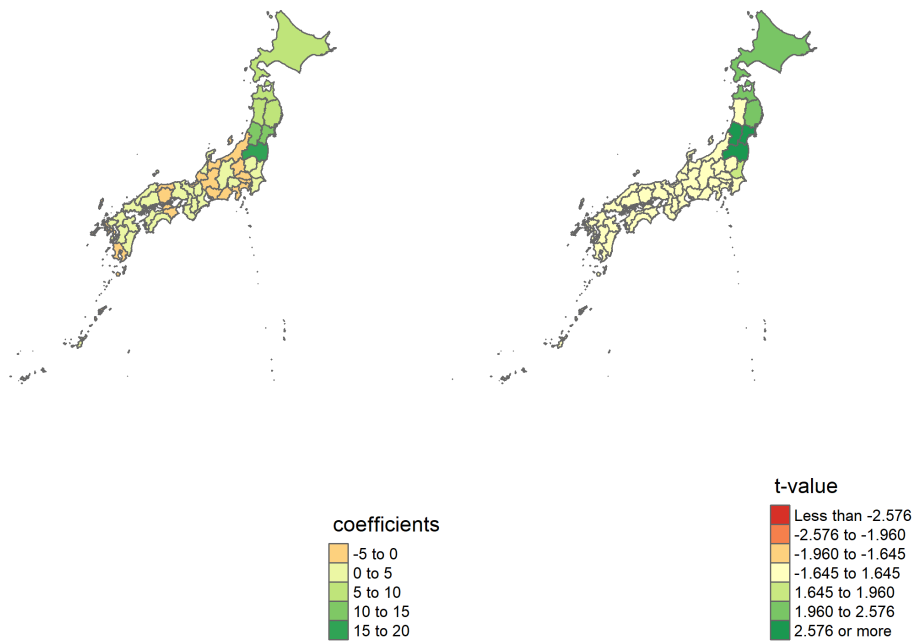 coefficients
-5 to 0
0 to 5
5 to 10
10 to 15
15 to 20
t-value
Less than -2.576
-2.576 to -1.960
-1.960 to -1.645
-1.645 to 1.645
1.645 to 1.960
1.960 to 2.576
2.576 or more